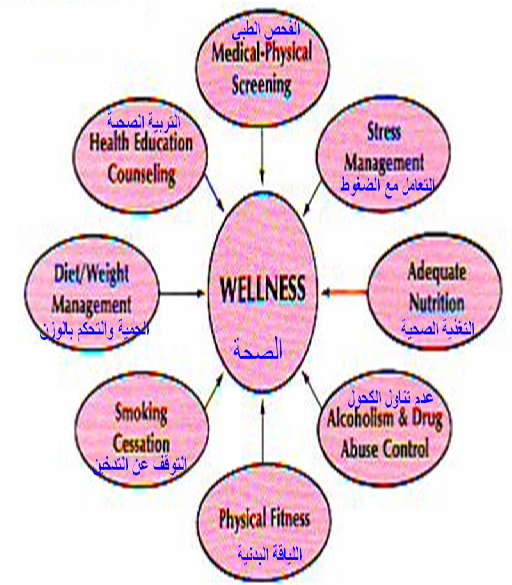 الفحص الطبي
Medical-Physical
Screening
التربية الصحة
Health Education
Counseling
Stress
Management
التعامل مع الضغوط
Diet/Weight
Management
الحمية والتحكم بالوزن
WELLNESS
الصحة
Adequate
Nutrition
التغذية الصحية
Smoking
Cessation
التوقف عن التدخين
عدم تناول الكحول
Alcoholism & Drug
Abuse Control
Physical Fitness
اللياقة البدنية